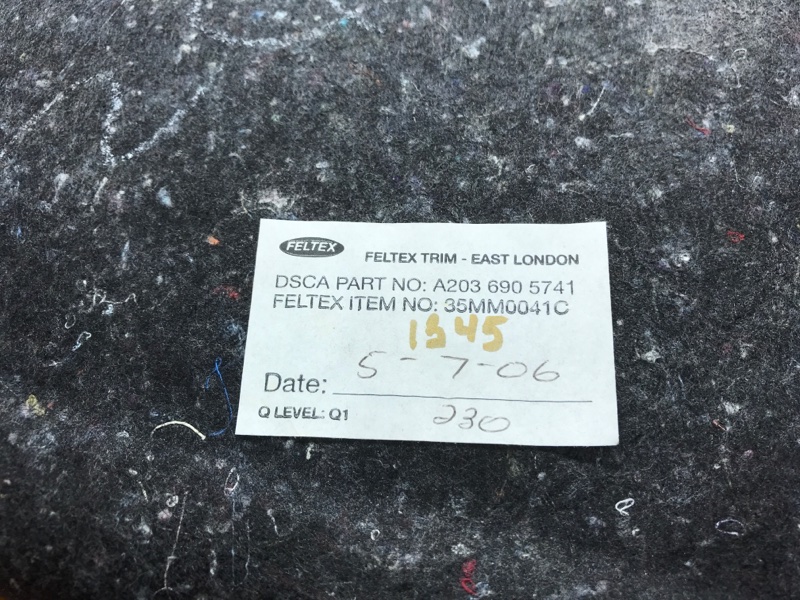 FELTEX
FELTEX TRIM - EAST LONDON
DSCA PART NO: A203 690 5741
FELTEX ITEM NO: 35MM0041C
1345
Date: 5-7-06
Q LEVEL: Q1
230